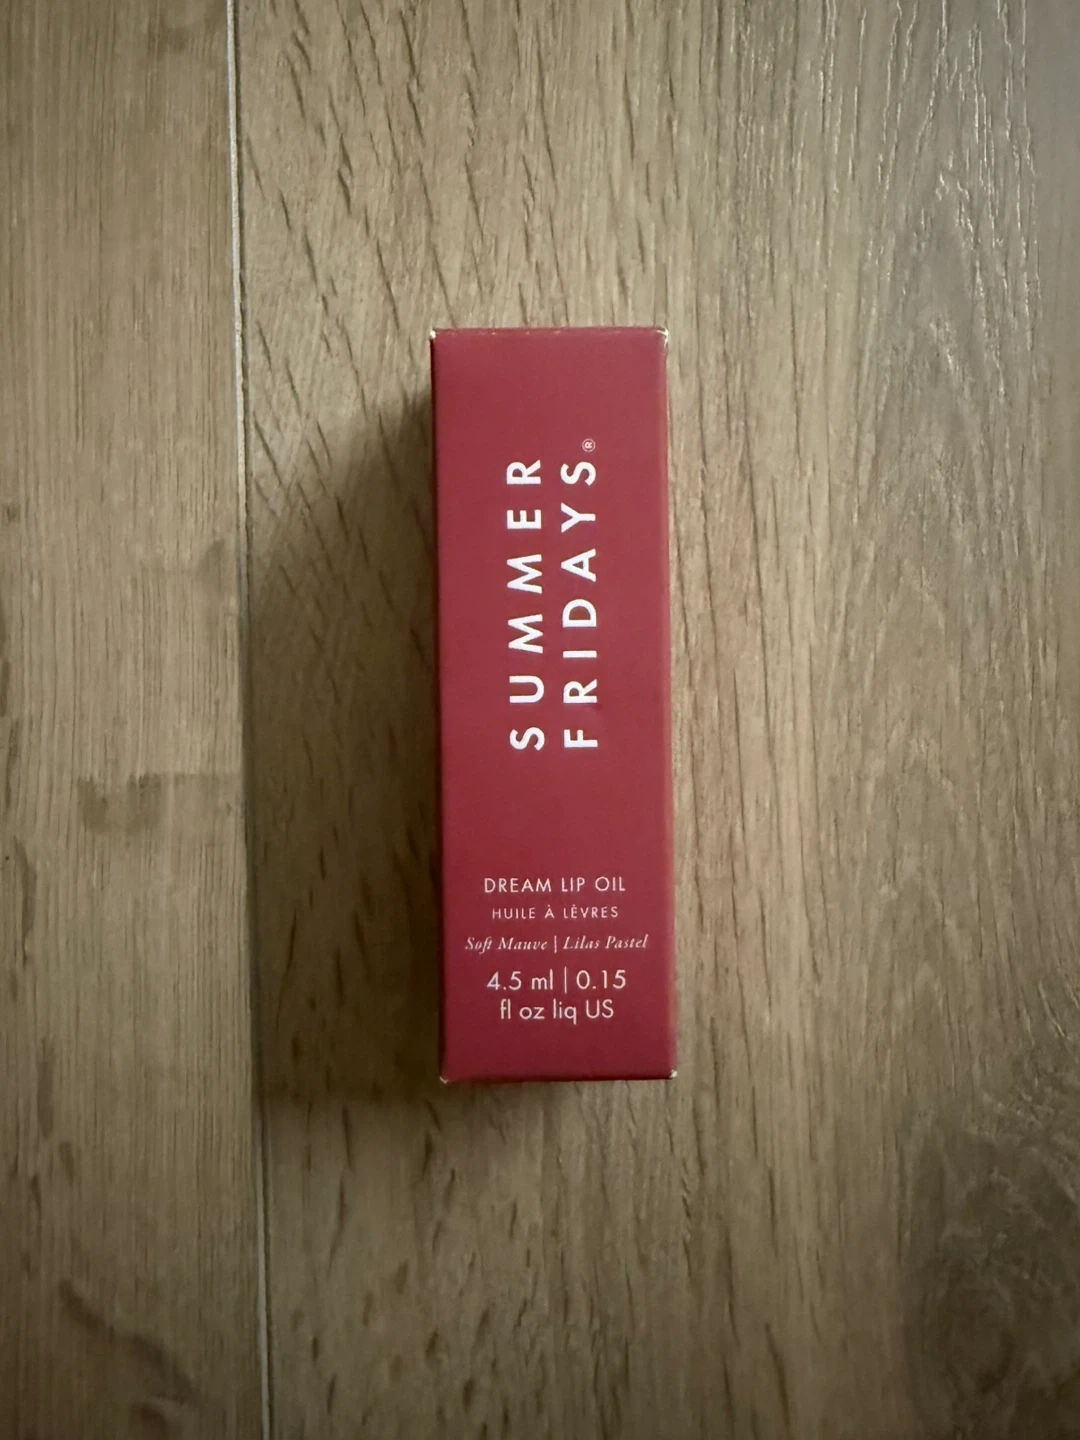 SUMMER
FRIDAYS®
DREAM LIP OIL
HUILE À LÈVRES
Soft Mauve | Lilas Pastel
4.5 ml | 0.15
fl oz liq US